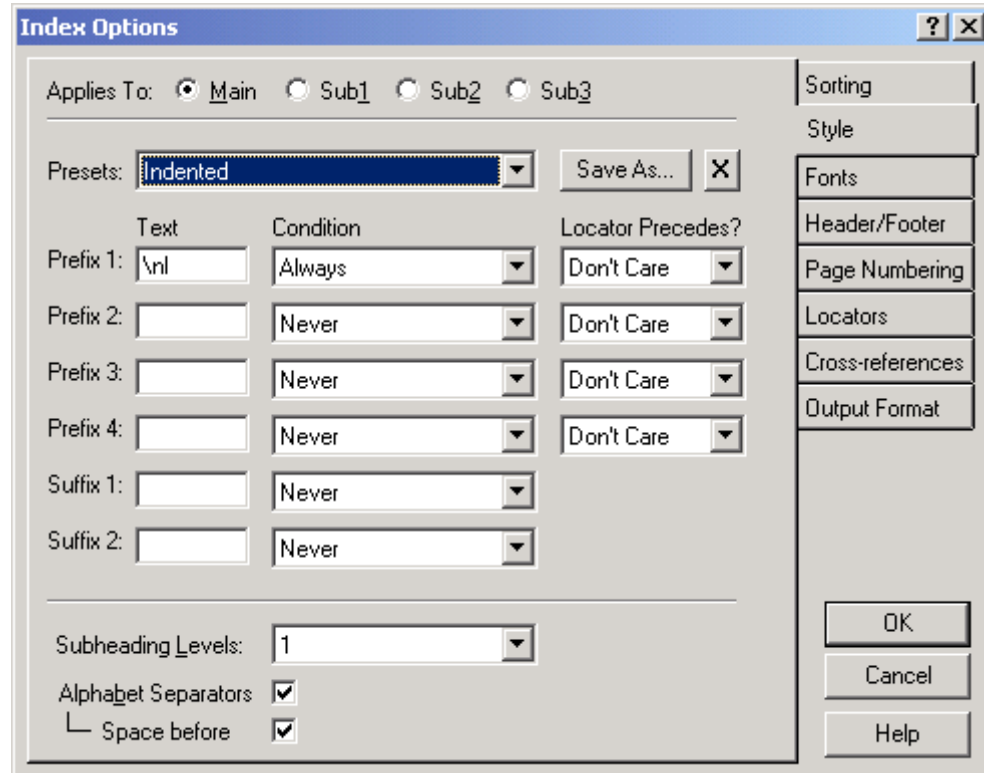 Index Options
Applies To: Main Sub1 Sub2 Sub3
Presets: Indented Save As... X
Text Condition Locator Precedes?
Prefix 1: \nl Always Don't Care
Prefix 2: Never Don't Care
Prefix 3: Never Don't Care
Prefix 4: Never Don't Care
Suffix 1: Never
Suffix 2: Never
Subheading Levels: 1
Alphabet Separators
Space before
Sorting
Style
Fonts
Header/Footer
Page Numbering
Locators
Cross-references
Output Format
OK
Cancel
Help